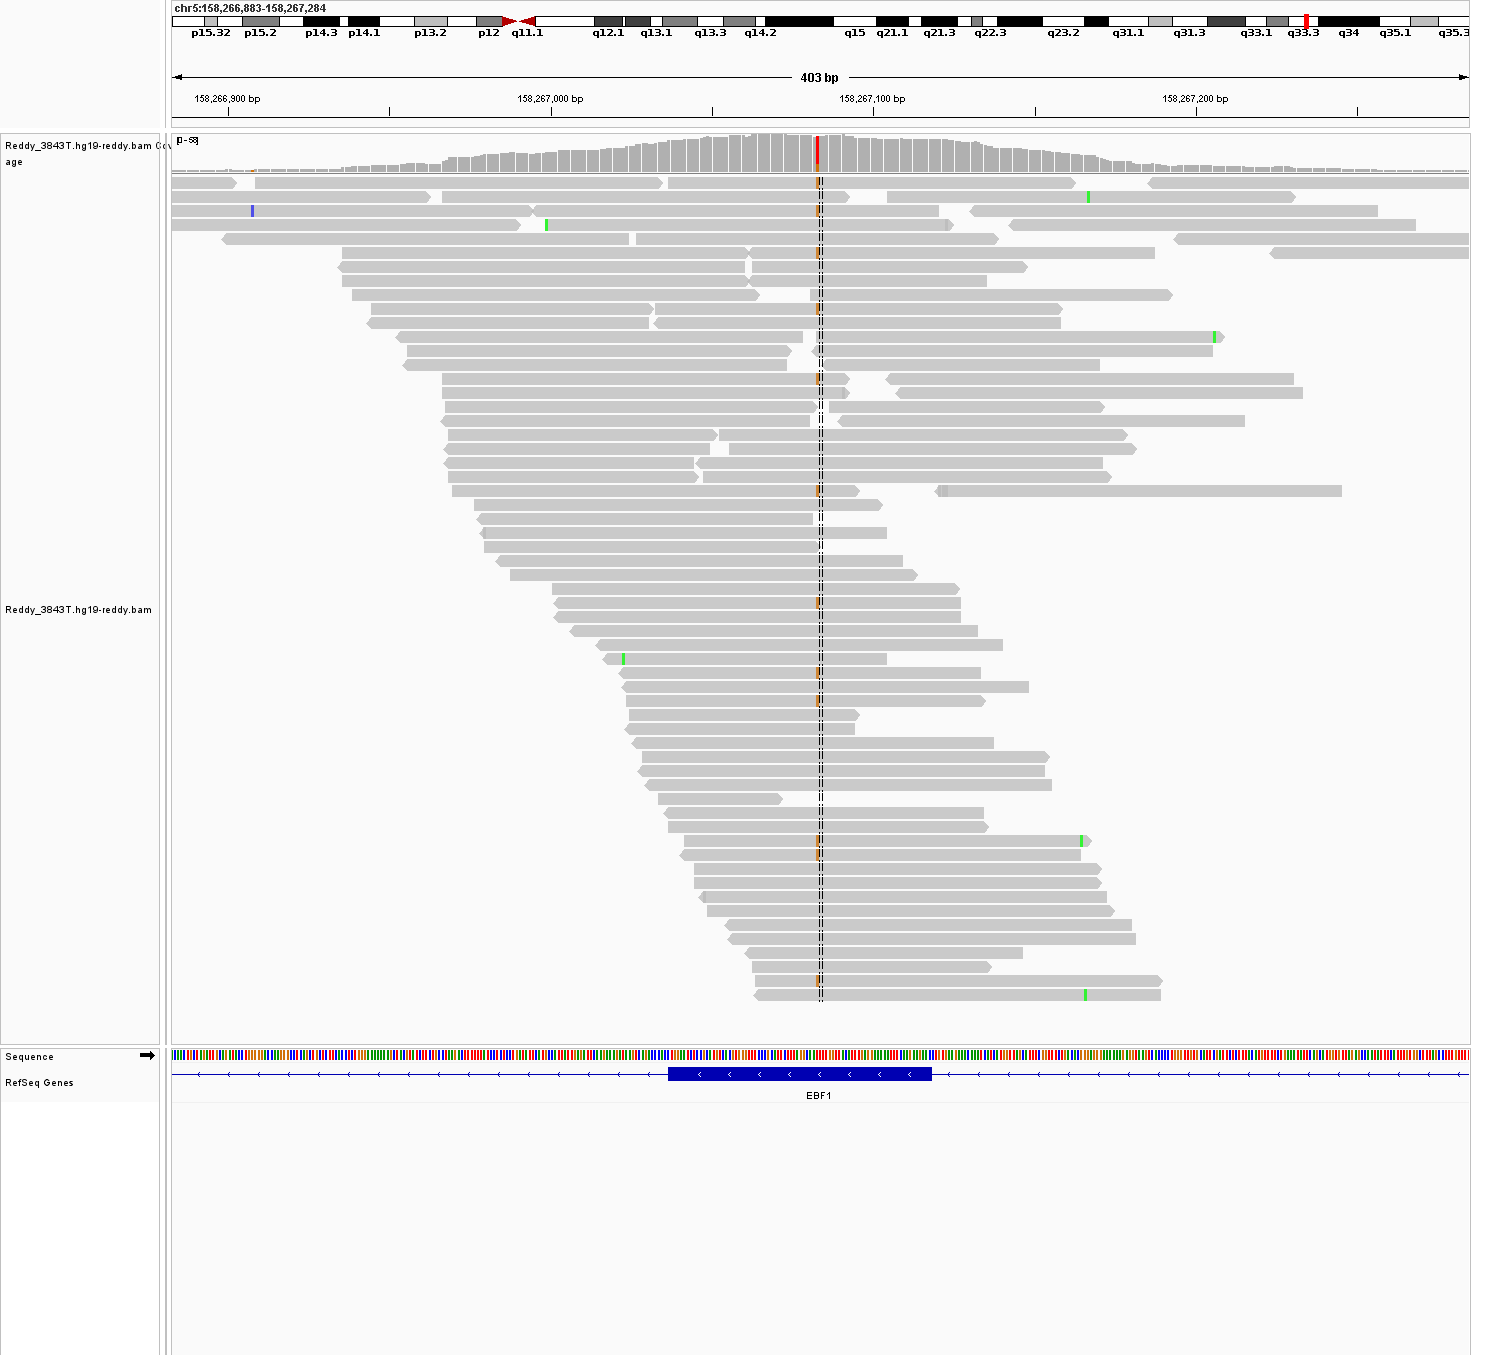 chr5:158,266,883-158,267,284
p15.32 p15.2 p14.3 p14.1 p13.2 p12 q11.1 q12.1 q13.1 q13.3 q14.2 q15 q21.1 q21.3 q22.3 q23.2 q31.1 q31.3 q33.1 q33.3 q34 q35.1 q35.3
403 bp
158,266,900 bp 158,267,000 bp 158,267,100 bp 158,267,200 bp
Reddy_3843T.hg19-reddy.bam Cov
age
[0 - 58]
Reddy_3843T.hg19-reddy.bam
Sequence
RefSeq Genes
EBF1